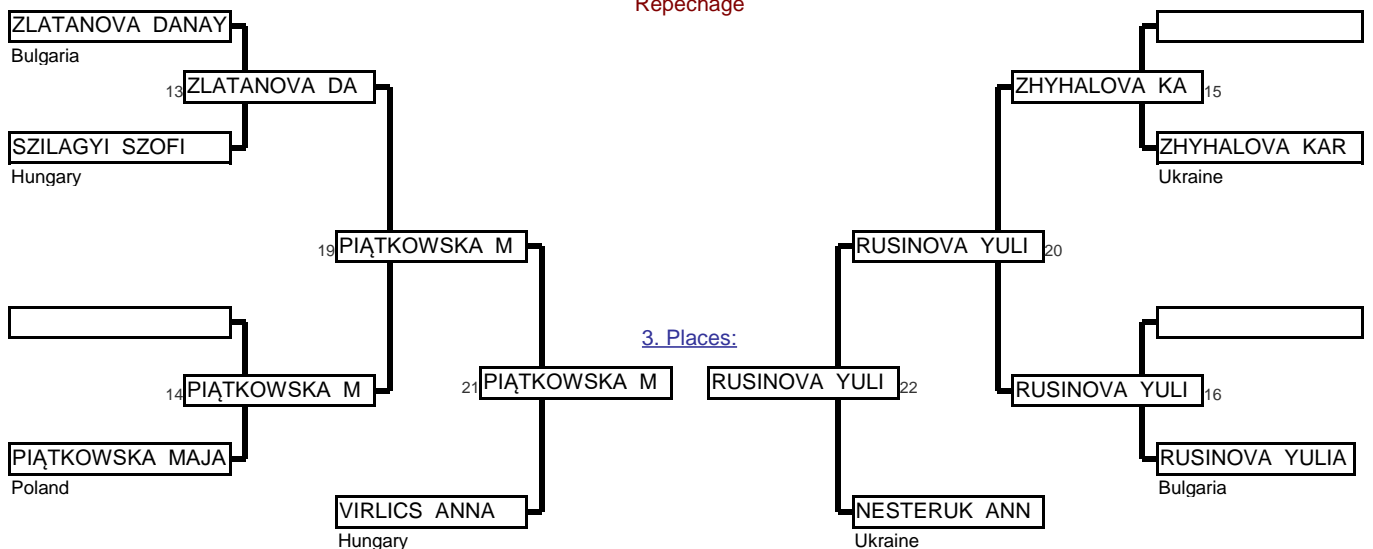 Repechage
ZLATANOVA DANAY
Bulgaria
13 ZLATANOVA DA
ZHYHALOVA KA 15
SZILAGYI SZOFI
Hungary
ZHYHALOVA KAR
Ukraine
19 PIĄTKOWSKA M
RUSINOVA YULI 20
3. Places:
14 PIĄTKOWSKA M
21 PIĄTKOWSKA M
RUSINOVA YULI 22
RUSINOVA YULI 16
PIĄTKOWSKA MAJA
Poland
RUSINOVA YULIA
Bulgaria
VIRLICS ANNA
Hungary
NESTERUK ANN
Ukraine